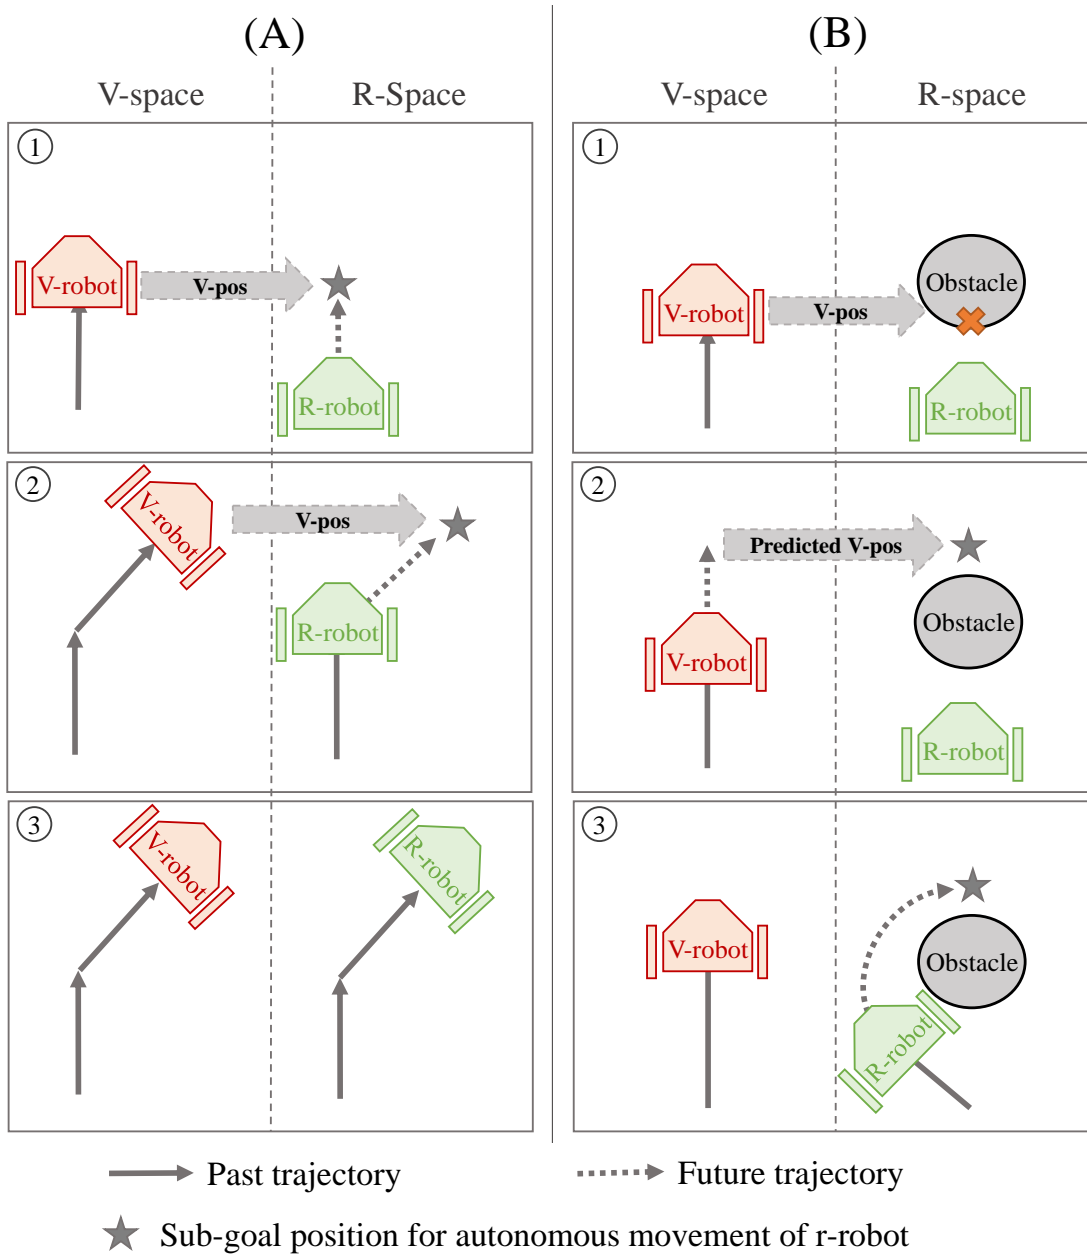 (A)
V-space R-Space
1
V-robot V-pos
R-robot
2
V-robot V-pos
R-robot
3
V-robot R-robot
(B)
V-space R-space
1
V-robot V-pos Obstacle
R-robot
2
Predicted V-pos
V-robot Obstacle
R-robot
3
V-robot Obstacle
R-robot
Past trajectory Future trajectory
Sub-goal position for autonomous movement of r-robot